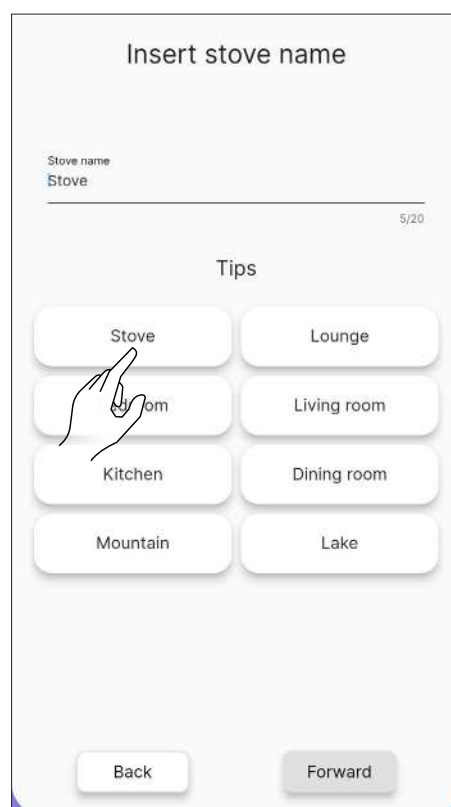 Insert stove name
Stove name
Stove
5/20
Tips
Stove Lounge
Living room
Kitchen Dining room
Mountain Lake
Back Forward